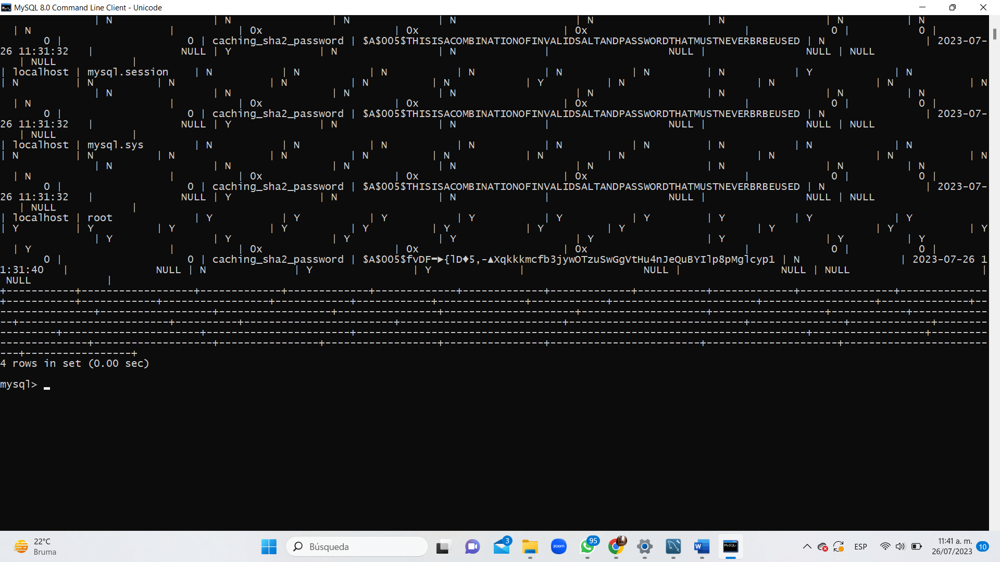 MySQL 8.0 Command Line Client - Unicode
| N | N | N | N | N | N | N | N
| N | | 0x | 0x | 0x | 0 | 0 |
0 | 0 | caching_sha2_password | $A$005$THISISACOMBINATIONOFINVALIDSALTANDPASSWORDTHATMUSTNEVERBRBEUSED | N | 2023-07-
26 11:31:32 | NULL | Y | N | N | NULL | NULL | NULL
| NULL |
| localhost | mysql.session | N | N | N | N | N | N | N | Y | N
| N | N | N | N | N | N | Y | N | N | N | N
| N | N | N | N | N | N | N | N
| N | | 0x | 0x | 0x | 0 | 0 |
0 | 0 | caching_sha2_password | $A$005$THISISACOMBINATIONOFINVALIDSALTANDPASSWORDTHATMUSTNEVERBRBEUSED | N | 2023-07-
26 11:31:32 | NULL | Y | N | N | NULL | NULL | NULL
| NULL |
| localhost | mysql.sys | N | N | N | N | N | N | N | N | N
| N | N | N | N | N | N | N | N | N | N | N
| N | N | N | N | N | N | N | N
| N | | 0x | 0x | 0x | 0 | 0 |
0 | 0 | caching_sha2_password | $A$005$THISISACOMBINATIONOFINVALIDSALTANDPASSWORDTHATMUSTNEVERBRBEUSED | N | 2023-07-
26 11:31:32 | NULL | Y | N | N | NULL | NULL | NULL
| NULL |
| localhost | root | Y | Y | Y | Y | Y | Y | Y | Y | Y
| Y | Y | Y | Y | Y | Y | Y | Y | Y | Y | Y
| Y | Y | Y | Y | Y | Y | Y | Y
| Y | | 0x | 0x | 0x | 0 | 0 |
0 | 0 | caching_sha2_password | $A$005$fvDF━►{lD♦5,-▲Xqkkkmcfb3jywOTzuSwGgVtHu4nJeQuBYIlp8pMglcyp1 | N | 2023-07-26 1
1:31:40 | NULL | N | Y | Y | NULL | NULL | NULL |
NULL |
4 rows in set (0.00 sec)
mysql>
22°C
Bruma
Búsqueda
3
zoom
95
W
MySQL
ESP
11:41 a. m.
26/07/2023
10